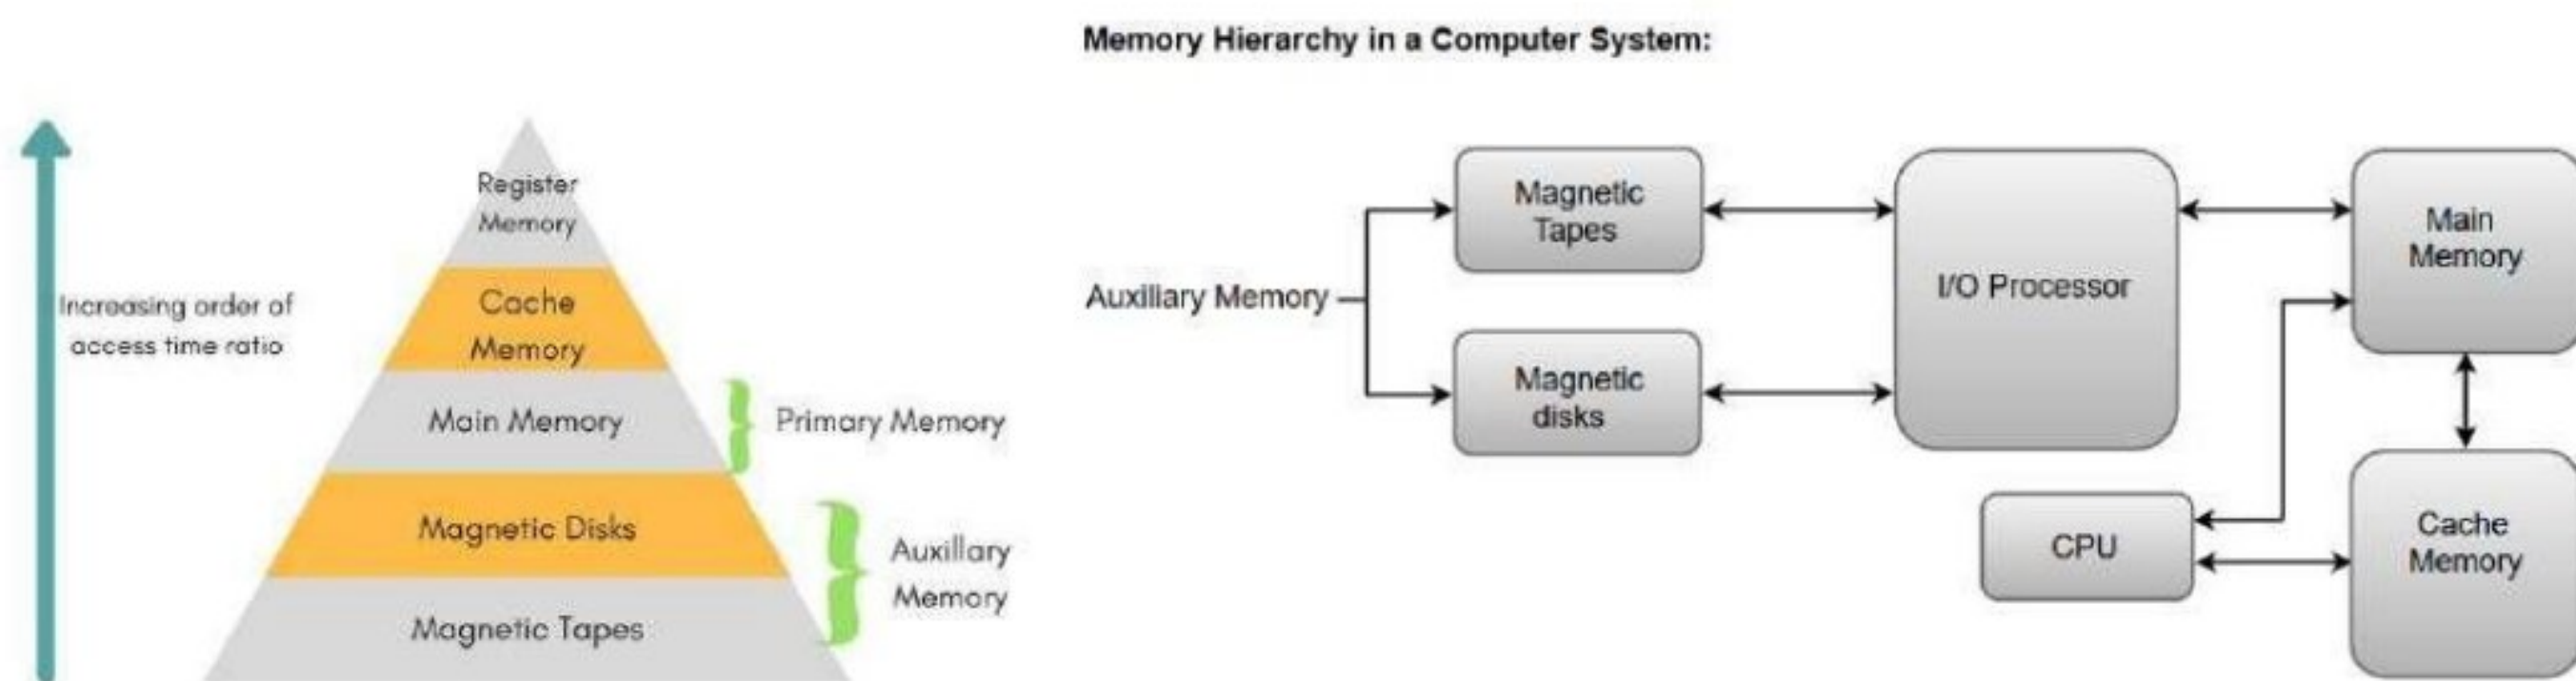 Memory Hierarchy in a Computer System:
Register
Memory
Cache
Memory
Increasing order of
access time ratio
Main Memory
Primary Memory
Magnetic Disks
Auxillary
Memory
Magnetic Tapes
Auxiliary Memory
Magnetic
Tapes
Magnetic
disks
I/O Processor
Main
Memory
CPU
Cache
Memory